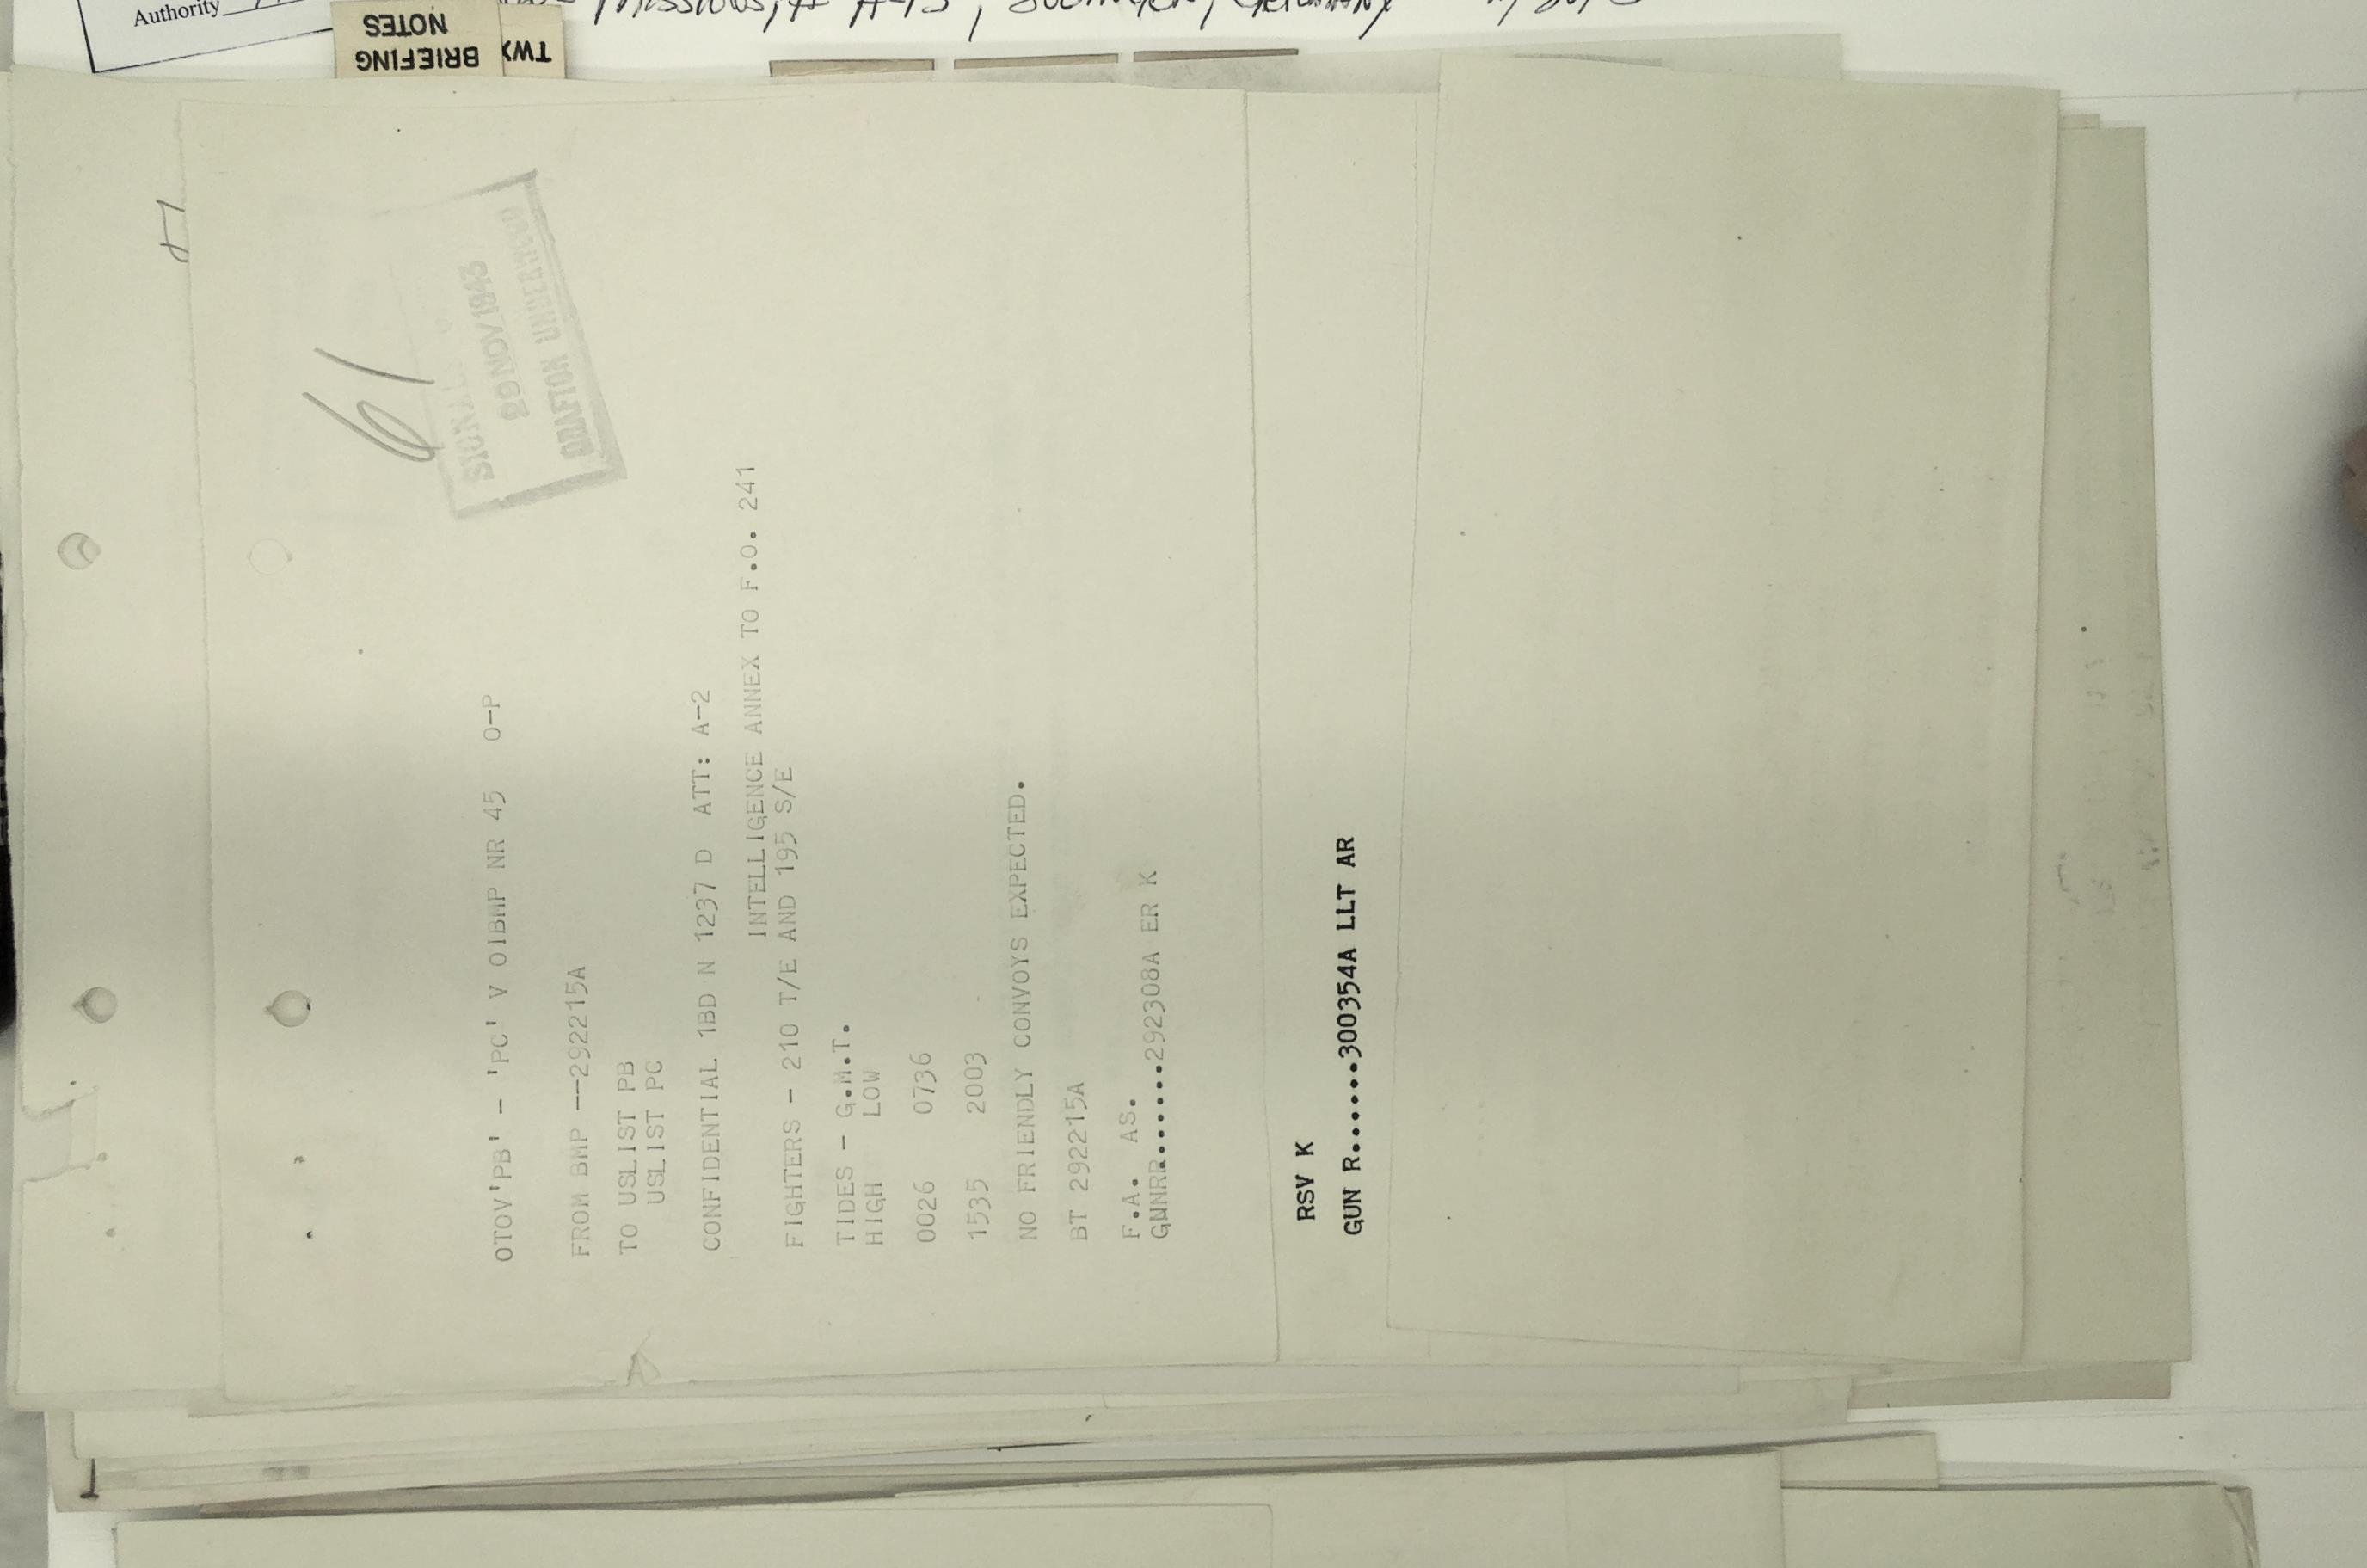 Authority
BRIEFING
NOTES
TWX
61
SIGNALS
29 NOV 1943
GRAFTON UNDERWOOD
OTOV'PB' – 'PC' V OIBMP NR 45 O-P
FROM BMP --292215A
TO USLIST PB
USLIST PC
CONFIDENTIAL 1BD N 1237 D ATT: A-2
INTELLIGENCE ANNEX TO F.O. 241
FIGHTERS - 210 T/E AND 195 S/E
TIDES - G.M.T.
HIGH LOW
0026 0736
1535 2003
NO FRIENDLY CONVOYS EXPECTED.
BT 292215A
F.A. AS.
GNNRR.......292308A ER K
RSV K
GUN R.......300354A LLT AR